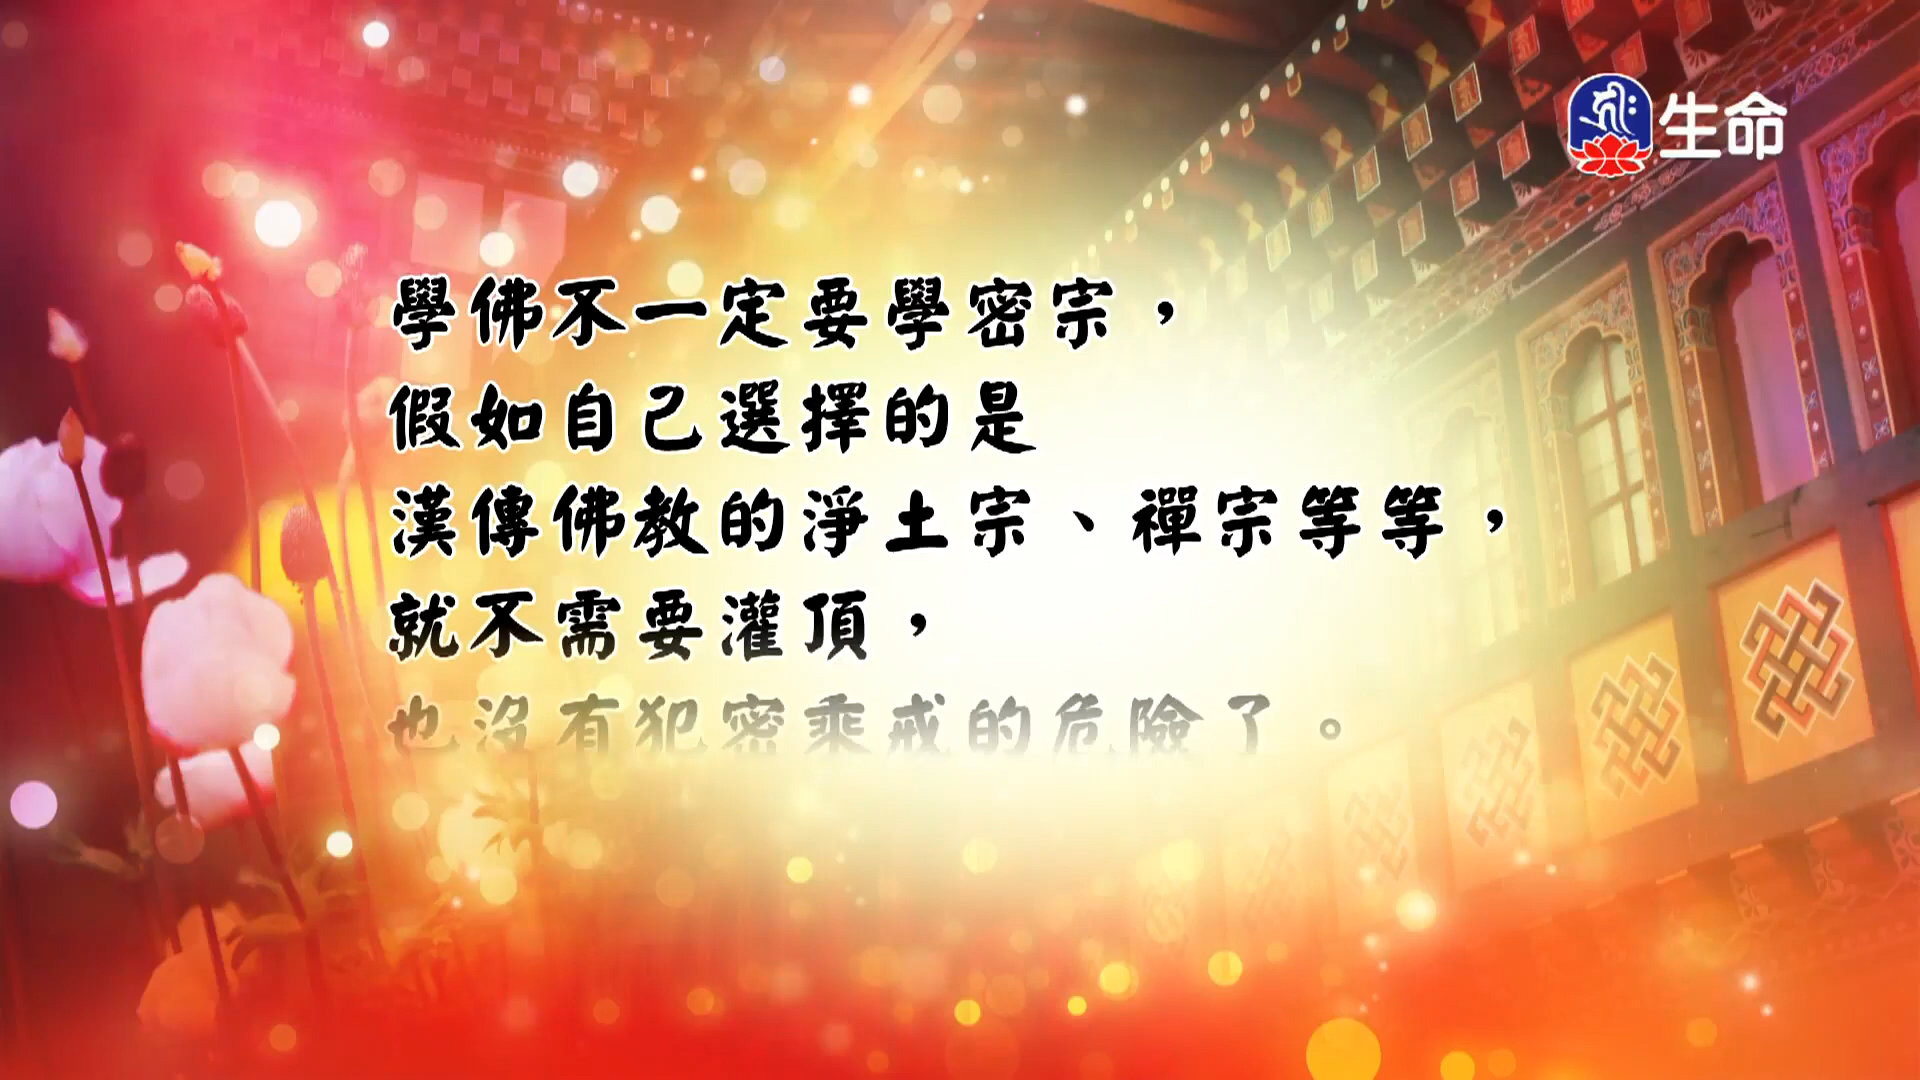 生命
學佛不一定要學密宗，
假如自己選擇的是
漢傳佛教的淨土宗、禪宗等等，
就不需要灌頂，
也沒有犯密乘戒的危險了。